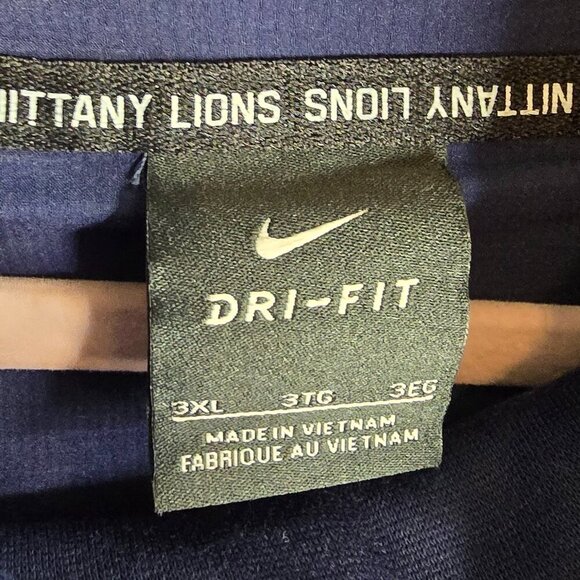 NITTANY LIONS NITTANY LIONS
DRI-FIT
3XL 3TG 3EG
MADE IN VIETNAM
FABRIQUE AU VIETNAM